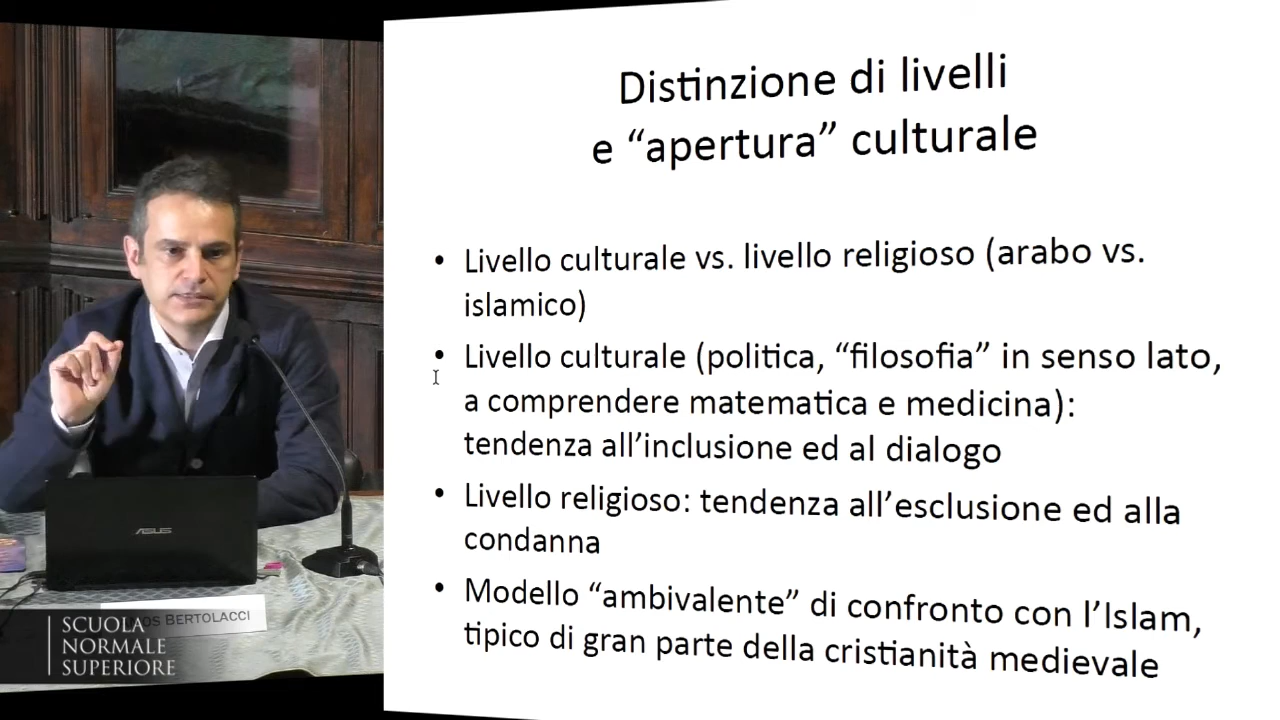 Distinzione di livelli
e “apertura” culturale
• Livello culturale vs. livello religioso (arabo vs.
islamico)
• Livello culturale (politica, “filosofia” in senso lato,
a comprendere matematica e medicina):
tendenza all’inclusione ed al dialogo
• Livello religioso: tendenza all’esclusione ed alla
condanna
• Modello “ambivalente” di confronto con l’Islam,
tipico di gran parte della cristianità medievale
ASUS
BERTOLACCI
SCUOLA
NORMALE
SUPERIORE